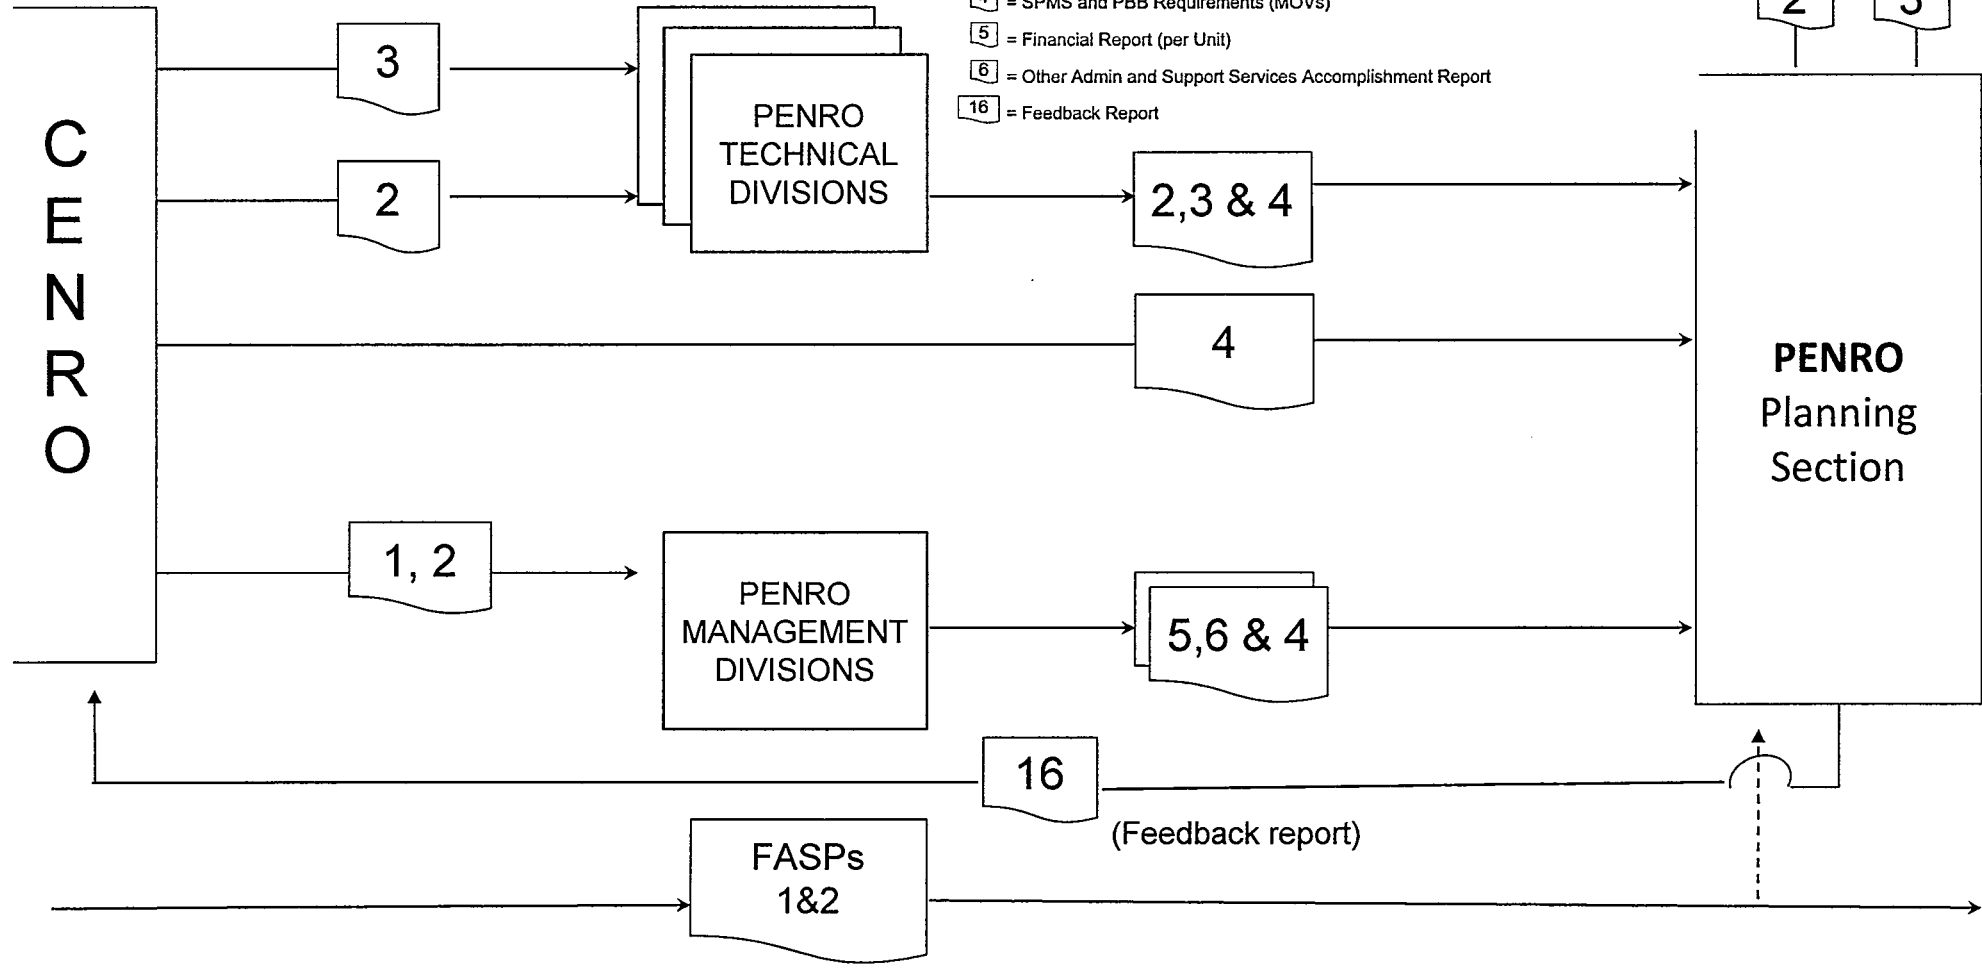 = SPMS and PBB Requirements (MOVs)
2
5 = Financial Report (per Unit)
6 = Other Admin and Support Services Accomplishment Report
16 = Feedback Report
C
E
N
R
O
3
2
PENRO
TECHNICAL
DIVISIONS
2,3 & 4
4
PENRO
Planning
Section
1, 2
PENRO
MANAGEMENT
DIVISIONS
5,6 & 4
16
(Feedback report)
FASPs
1&2